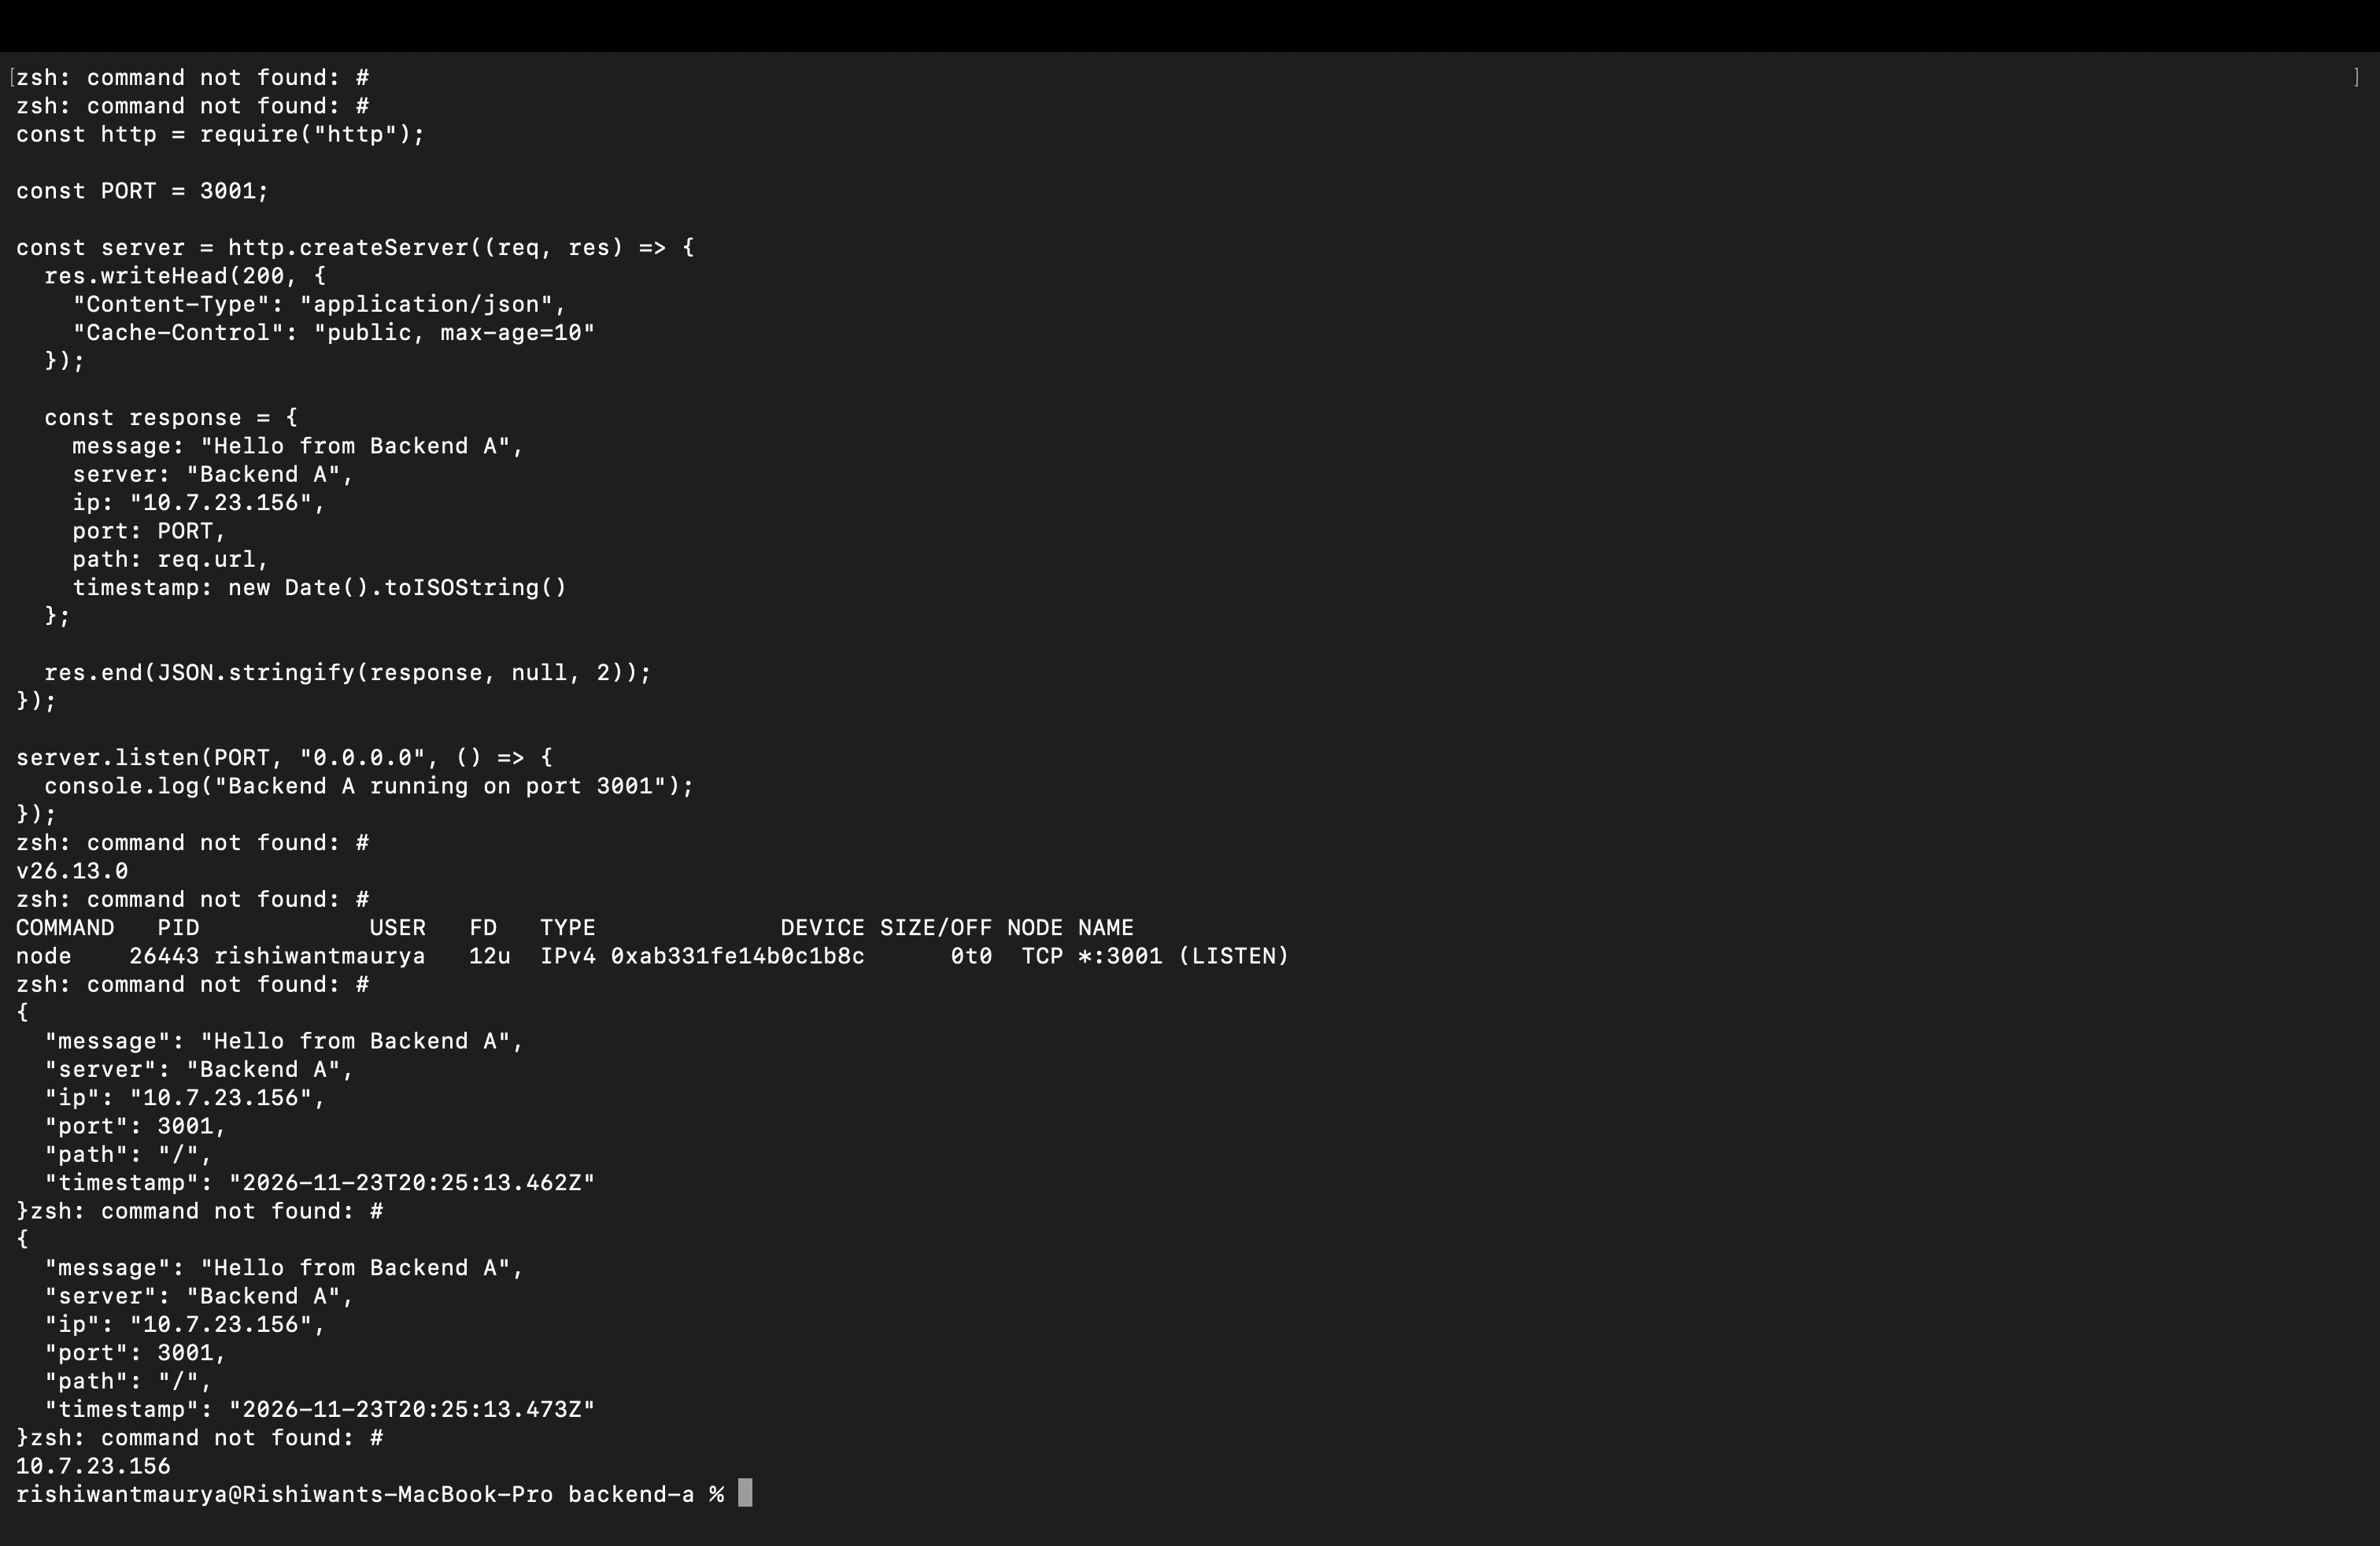 [zsh: command not found: # ]
zsh: command not found: #
const http = require("http");

const PORT = 3001;

const server = http.createServer((req, res) => {
  res.writeHead(200, {
    "Content-Type": "application/json",
    "Cache-Control": "public, max-age=10"
  });

  const response = {
    message: "Hello from Backend A",
    server: "Backend A",
    ip: "10.7.23.156",
    port: PORT,
    path: req.url,
    timestamp: new Date().toISOString()
  };

  res.end(JSON.stringify(response, null, 2));
});

server.listen(PORT, "0.0.0.0", () => {
  console.log("Backend A running on port 3001");
});
zsh: command not found: #
v26.13.0
zsh: command not found: #
COMMAND   PID            USER   FD   TYPE             DEVICE SIZE/OFF NODE NAME
node    26443 rishiwantmaurya   12u  IPv4 0xab331fe14b0c1b8c      0t0  TCP *:3001 (LISTEN)
zsh: command not found: #
{
  "message": "Hello from Backend A",
  "server": "Backend A",
  "ip": "10.7.23.156",
  "port": 3001,
  "path": "/",
  "timestamp": "2026-11-23T20:25:13.462Z"
}zsh: command not found: #
{
  "message": "Hello from Backend A",
  "server": "Backend A",
  "ip": "10.7.23.156",
  "port": 3001,
  "path": "/",
  "timestamp": "2026-11-23T20:25:13.473Z"
}zsh: command not found: #
10.7.23.156
rishiwantmaurya@Rishiwants-MacBook-Pro backend-a %